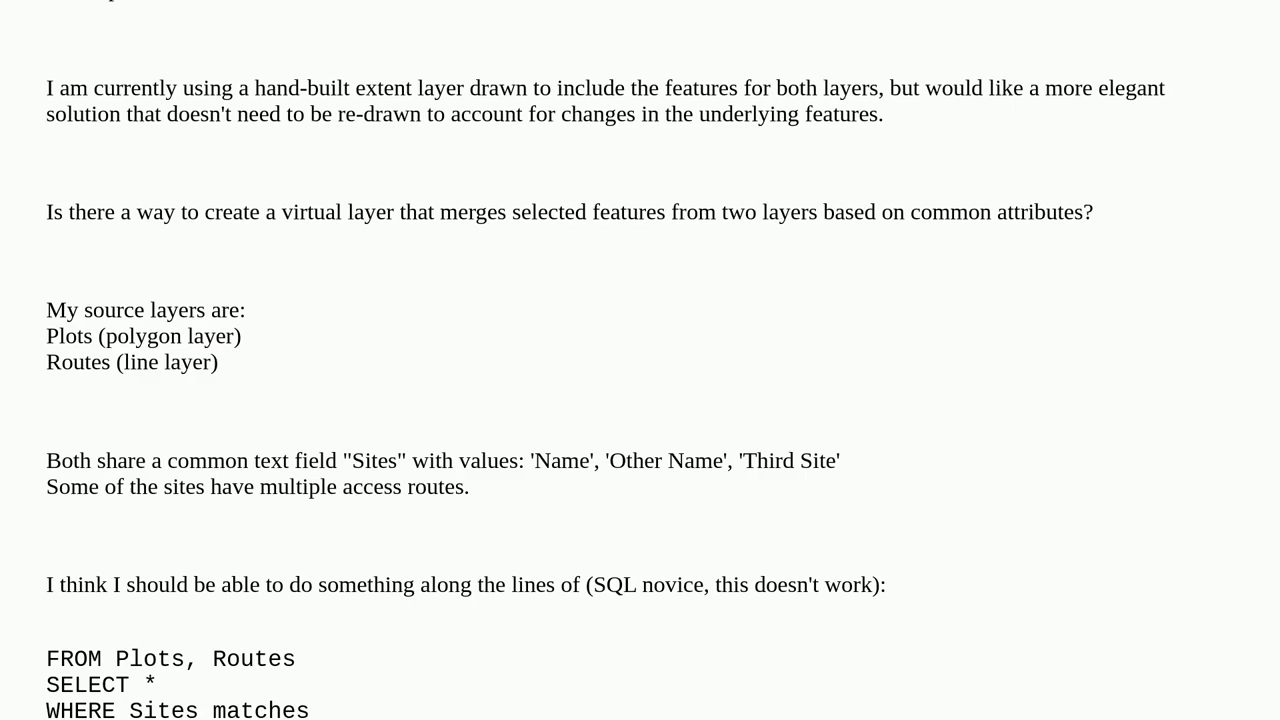 I am currently using a hand-built extent layer drawn to include the features for both layers, but would like a more elegant
solution that doesn't need to be re-drawn to account for changes in the underlying features.
Is there a way to create a virtual layer that merges selected features from two layers based on common attributes?
My source layers are:
Plots (polygon layer)
Routes (line layer)
Both share a common text field "Sites" with values: 'Name', 'Other Name', 'Third Site'
Some of the sites have multiple access routes.
I think I should be able to do something along the lines of (SQL novice, this doesn't work):
FROM Plots, Routes
SELECT *
WHERE Sites matches